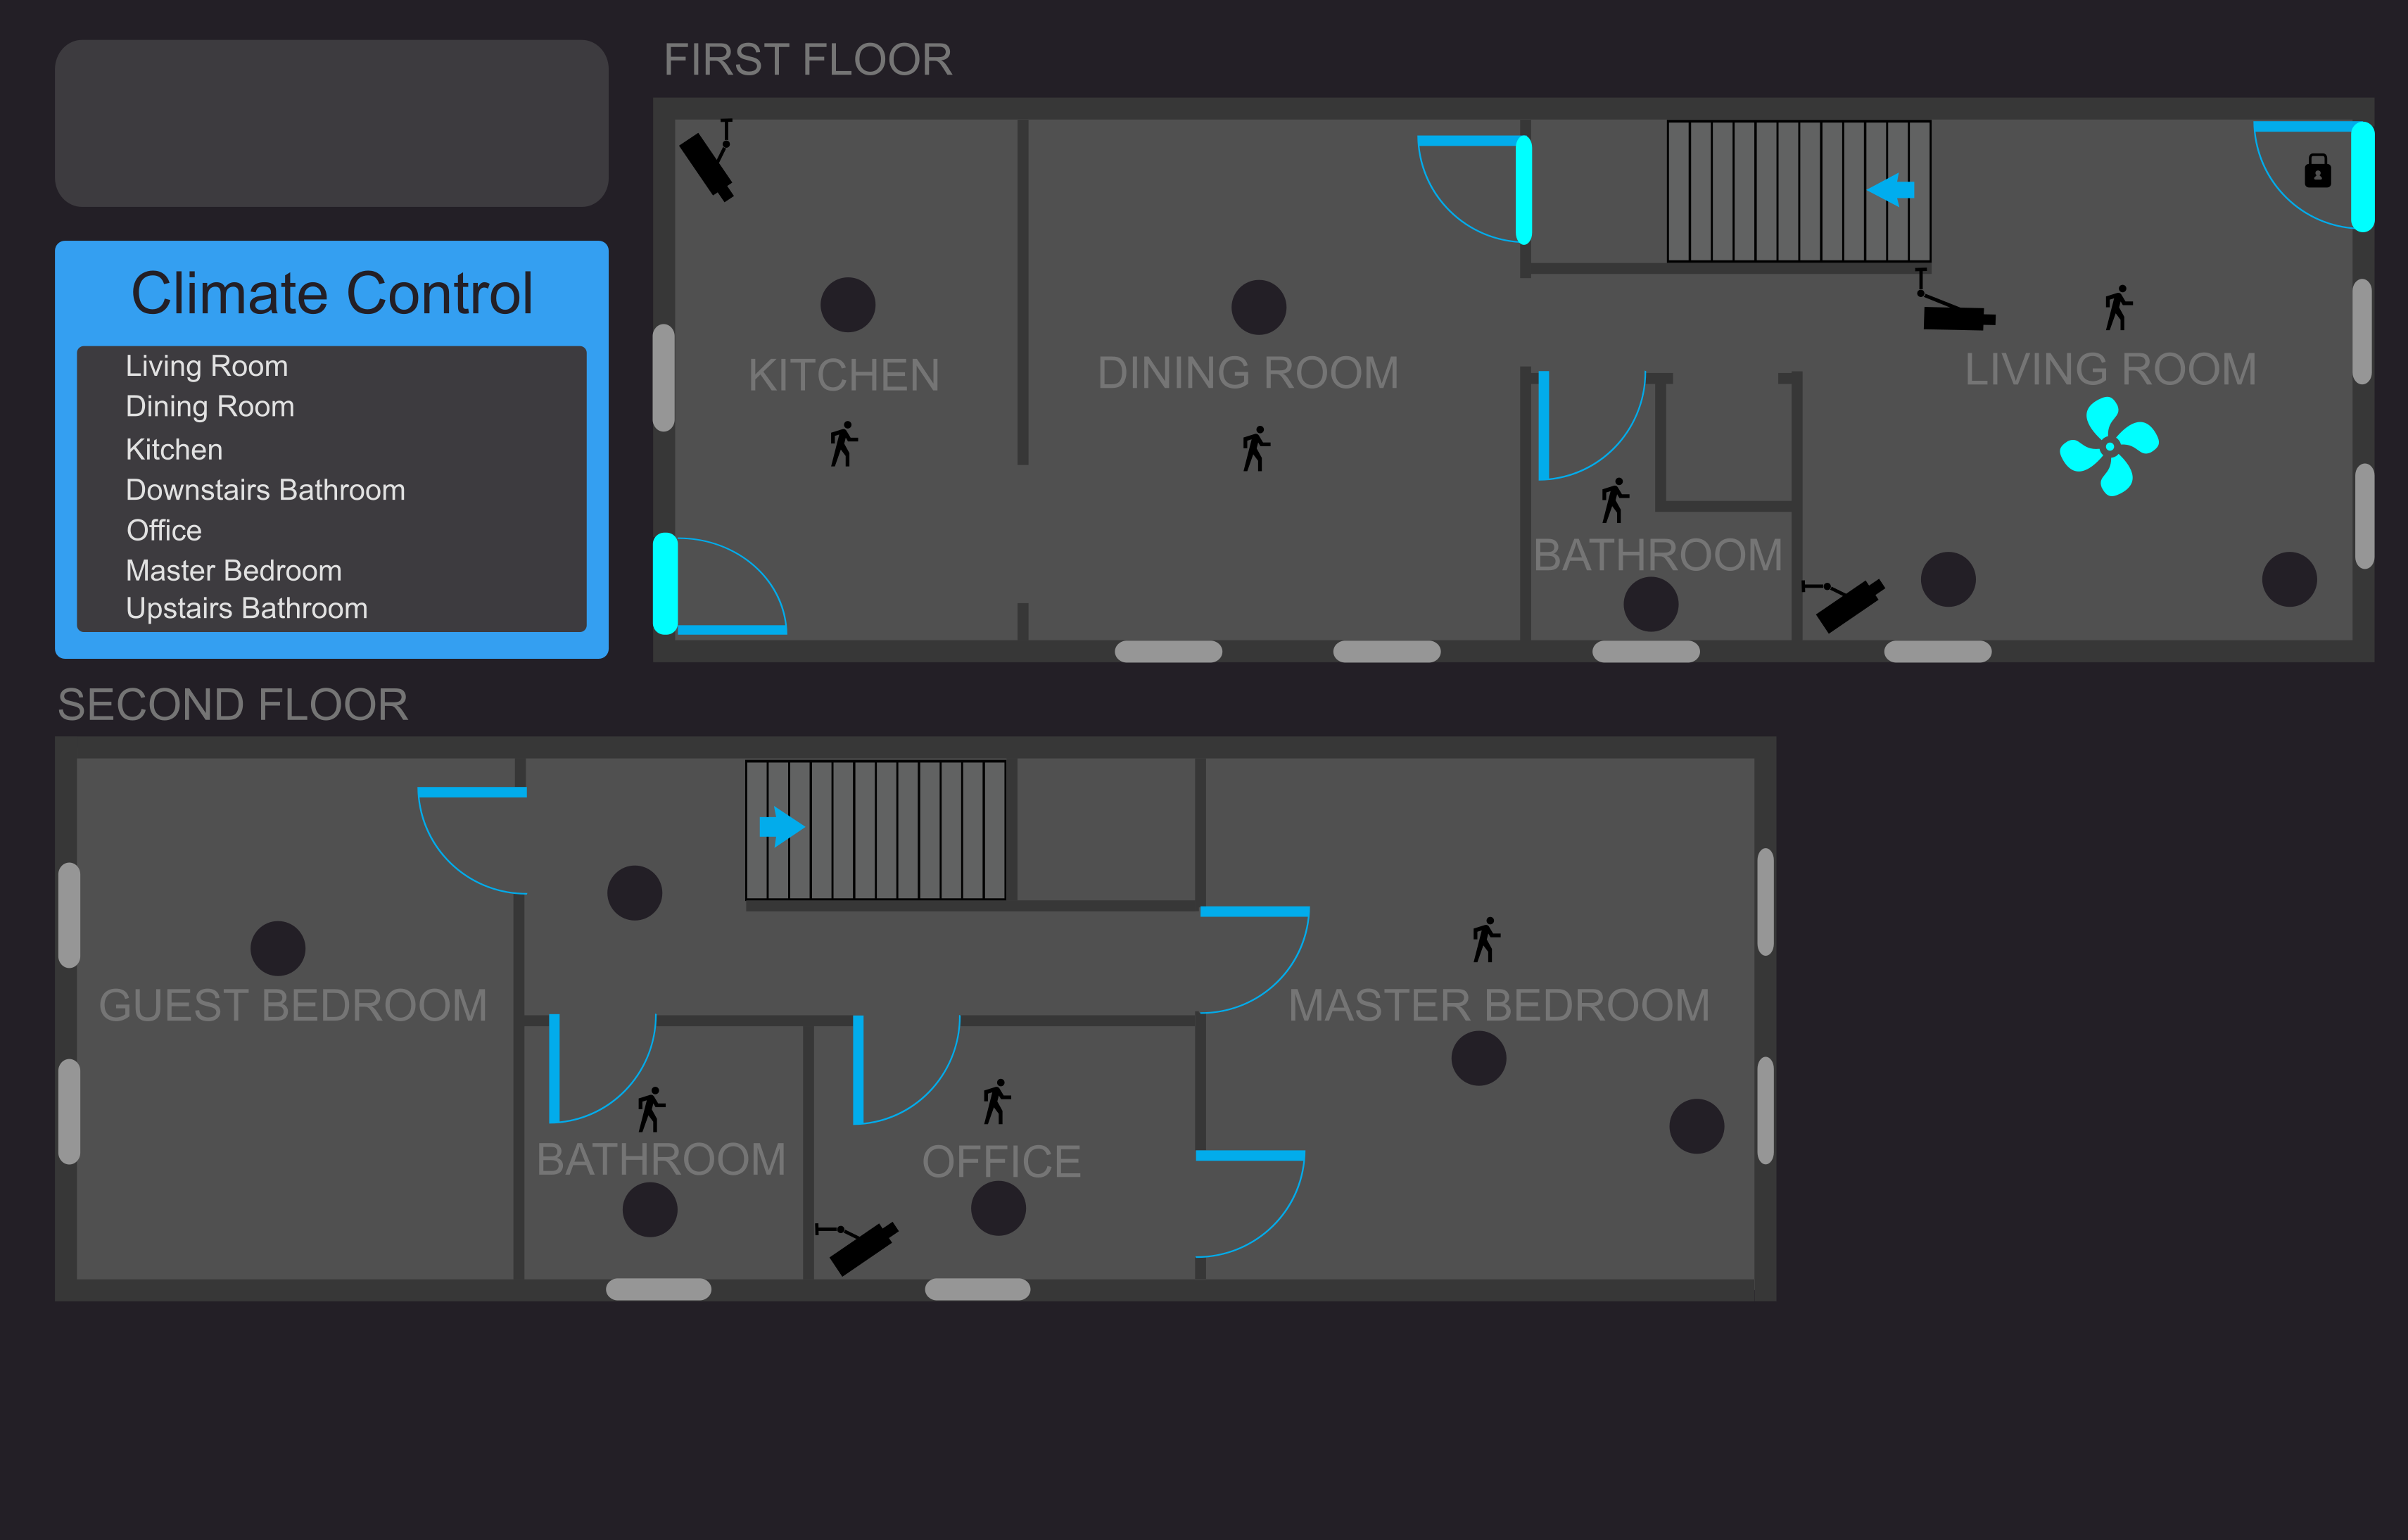 FIRST FLOOR
Climate Control
Living Room
Dining Room
Kitchen
Downstairs Bathroom
Office
Master Bedroom
Upstairs Bathroom
KITCHEN
DINING ROOM
LIVING ROOM
BATHROOM
SECOND FLOOR
GUEST BEDROOM
MASTER BEDROOM
BATHROOM
OFFICE